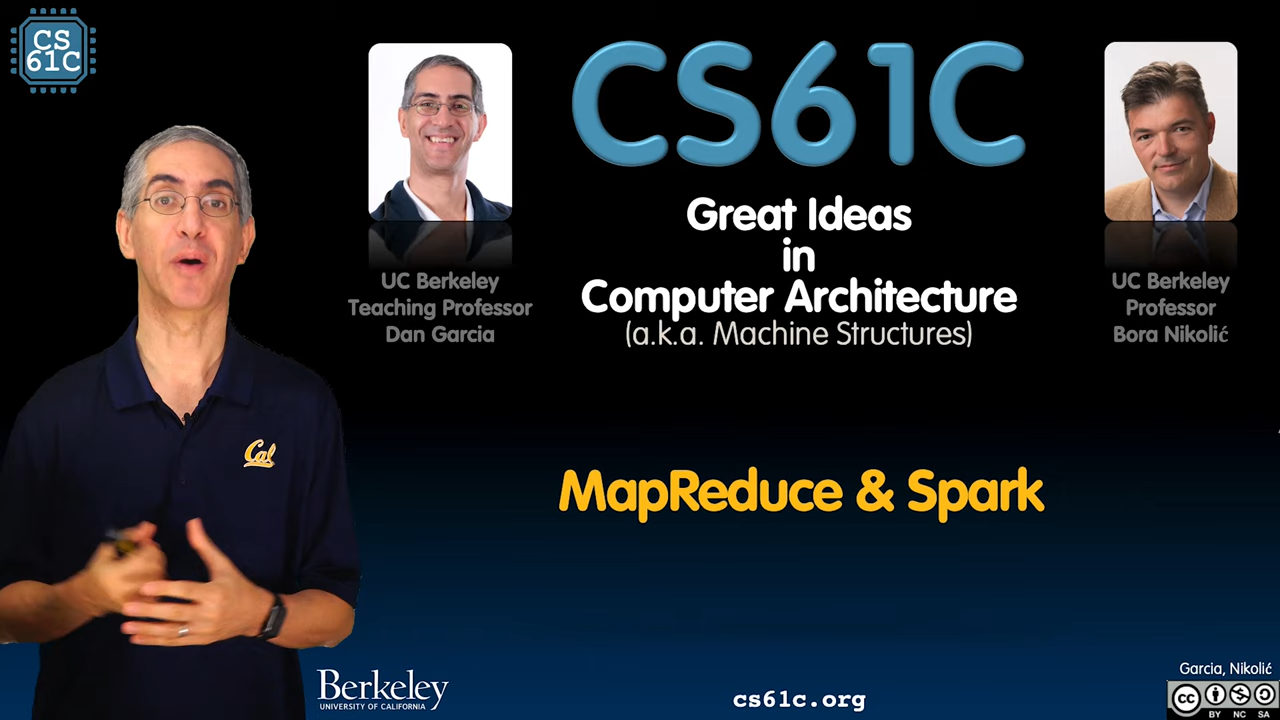 CS
61C
CS61C
Great Ideas
in
Computer Architecture
(a.k.a. Machine Structures)
UC Berkeley
Teaching Professor
Dan Garcia
UC Berkeley
Professor
Bora Nikolić
Cal
MapReduce & Spark
Berkeley
UNIVERSITY OF CALIFORNIA
cs61c.org
Garcia, Nikolić
cc
BY NC SA